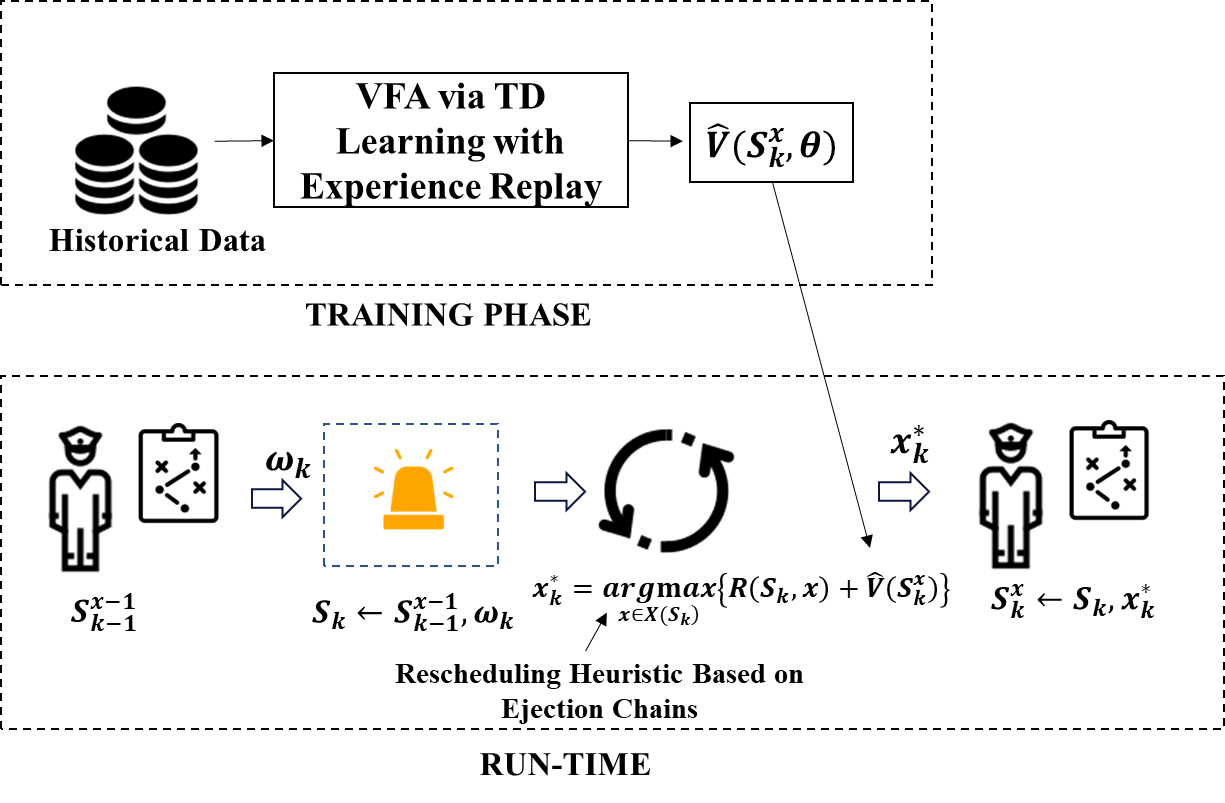 VFA via TD
Learning with
Experience Replay
V̂(S_k^x, θ)
Historical Data
TRAINING PHASE
ω_k
x_k^*
S_{k-1}^{x-1}
S_k ← S_{k-1}^{x-1}, ω_k
x_k^* = argmax{R(S_k, x) + V̂(S_k^x)}
x∈X(S_k)
S_k^x ← S_k, x_k^*
Rescheduling Heuristic Based on
Ejection Chains
RUN-TIME